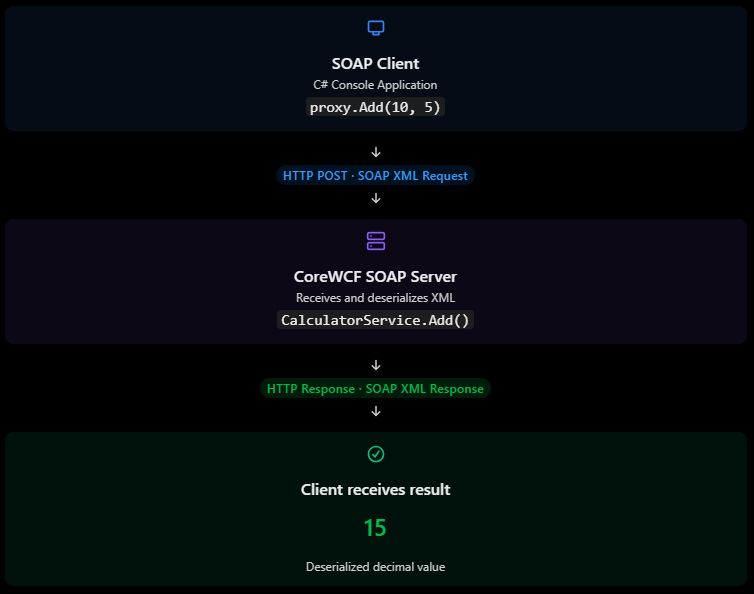 SOAP Client
C# Console Application
proxy.Add(10, 5)
HTTP POST · SOAP XML Request
CoreWCF SOAP Server
Receives and deserializes XML
CalculatorService.Add()
HTTP Response · SOAP XML Response
Client receives result
15
Deserialized decimal value